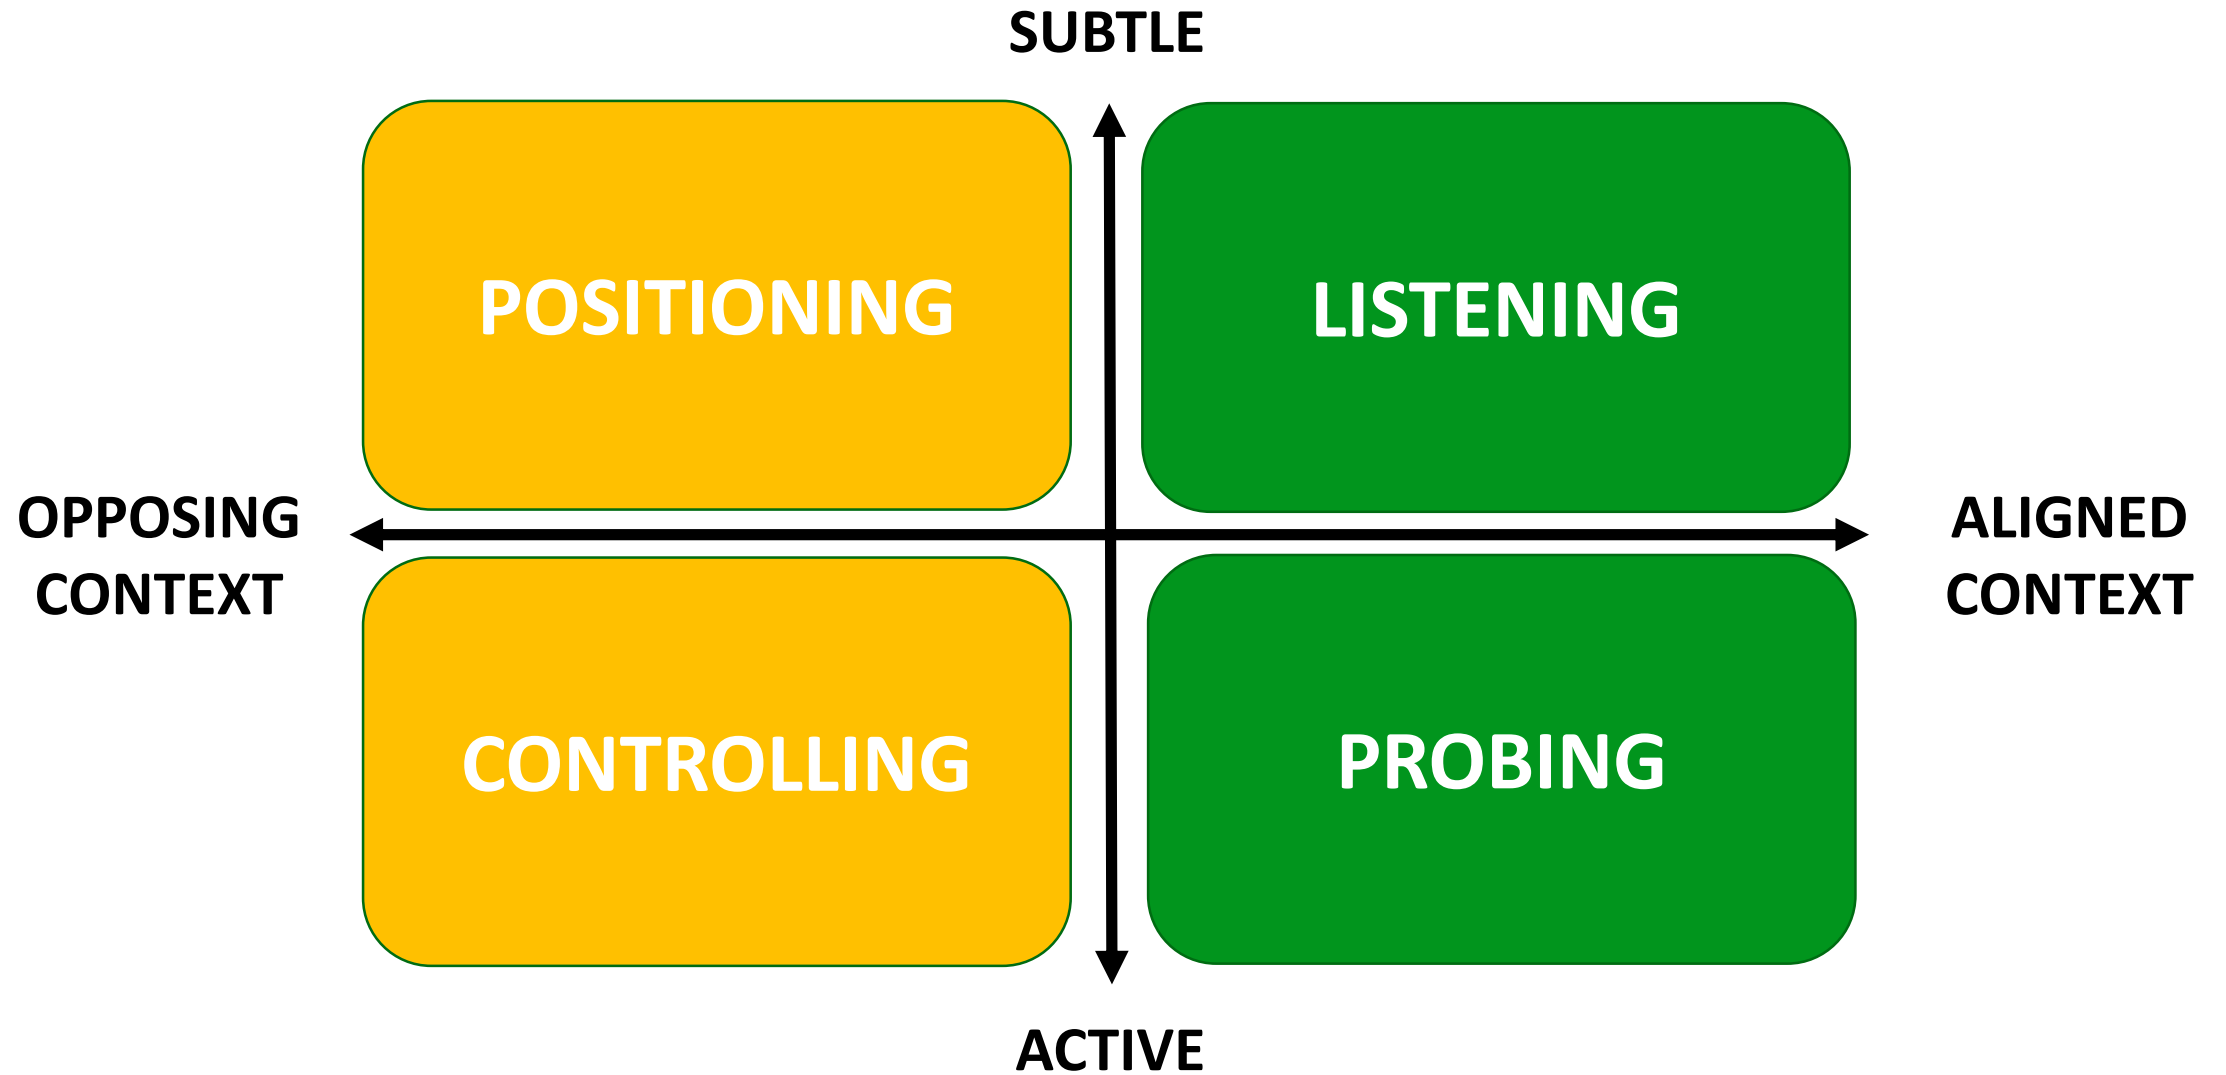 SUBTLE
POSITIONING
LISTENING
OPPOSING
CONTEXT
ALIGNED
CONTEXT
CONTROLLING
PROBING
ACTIVE